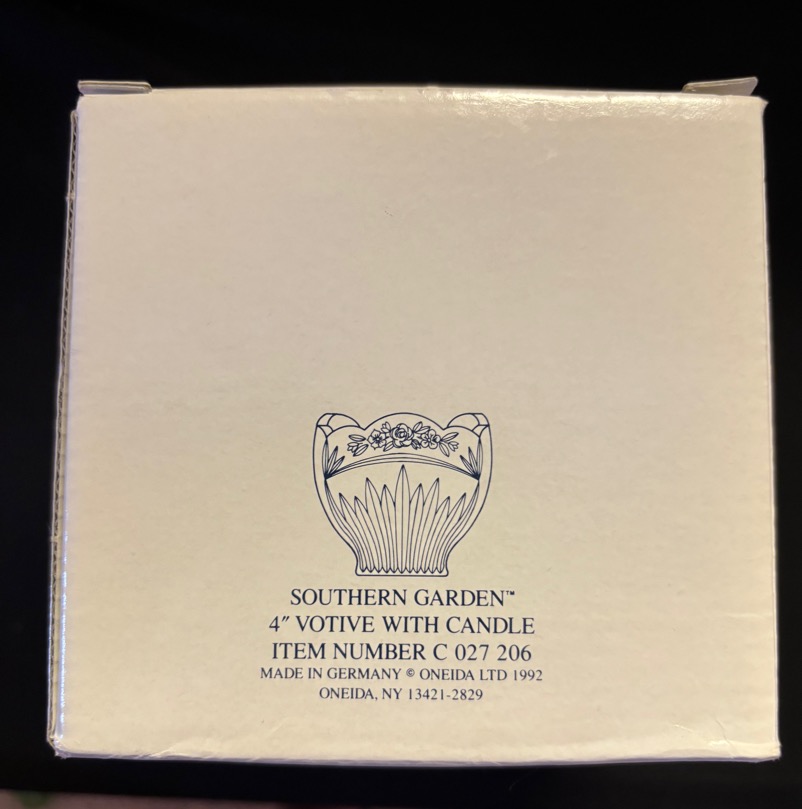 SOUTHERN GARDEN™
4″ VOTIVE WITH CANDLE
ITEM NUMBER C 027 206
MADE IN GERMANY © ONEIDA LTD 1992
ONEIDA, NY 13421-2829